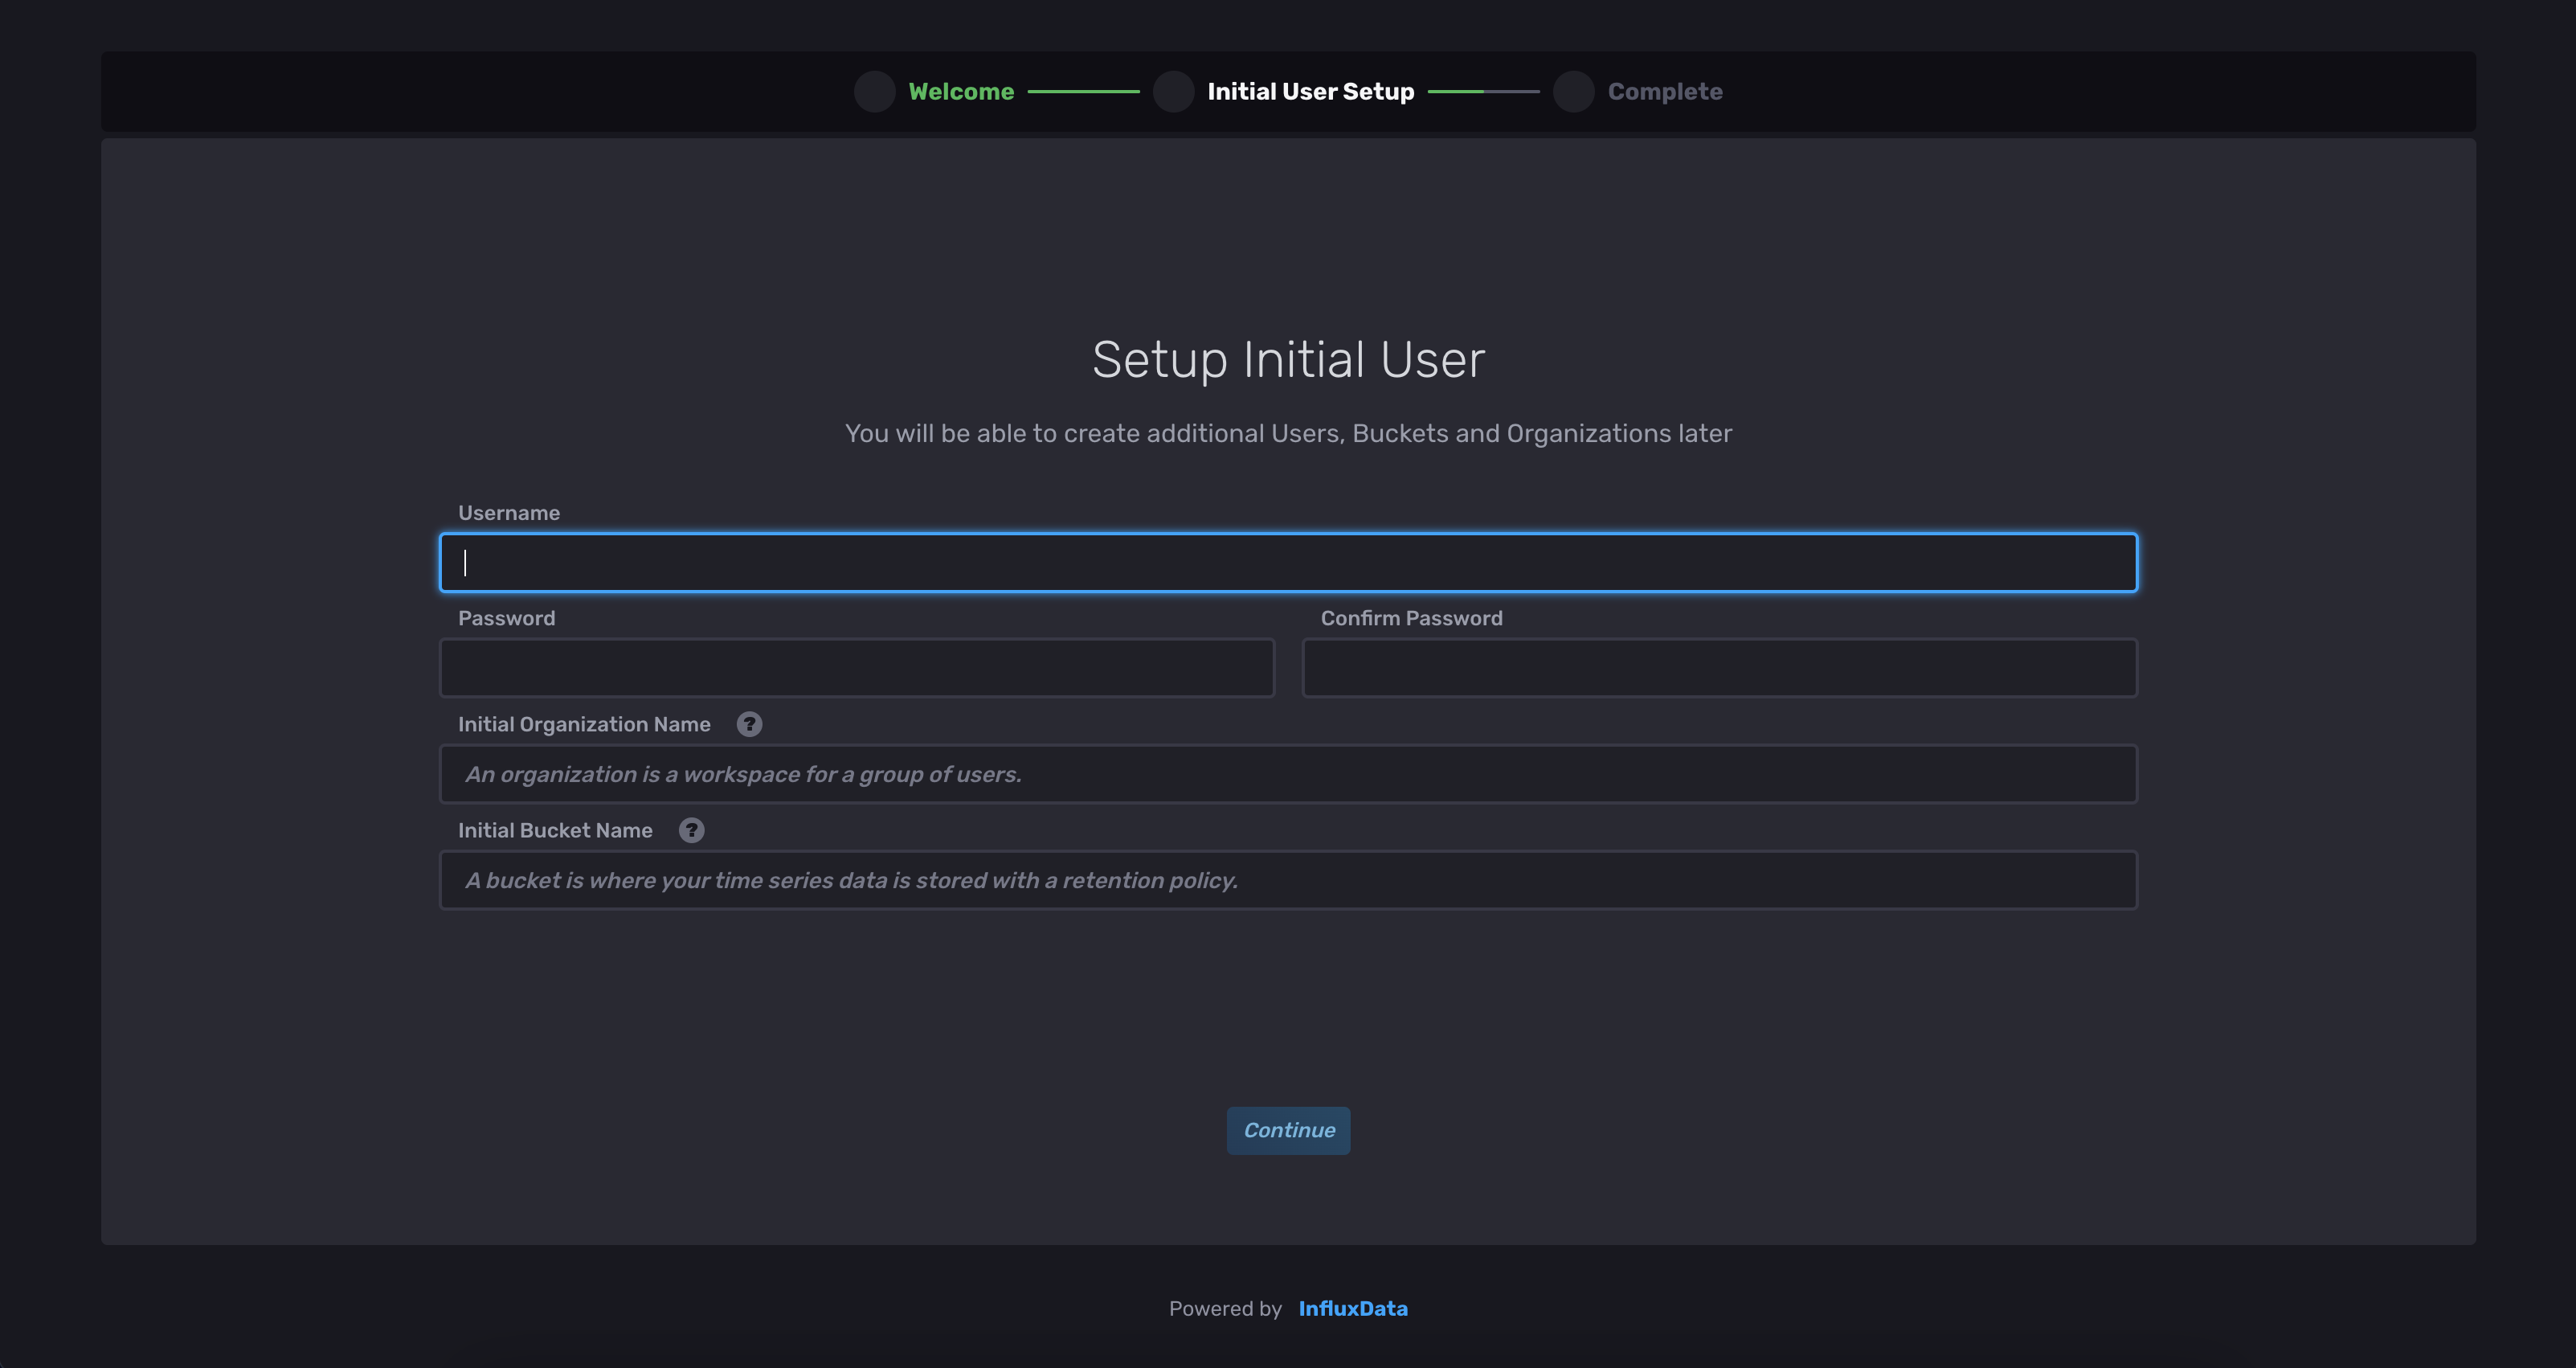 Welcome Initial User Setup Complete
Setup Initial User
You will be able to create additional Users, Buckets and Organizations later
Username
Password Confirm Password
Initial Organization Name ?
An organization is a workspace for a group of users.
Initial Bucket Name ?
A bucket is where your time series data is stored with a retention policy.
Continue
Powered by InfluxData